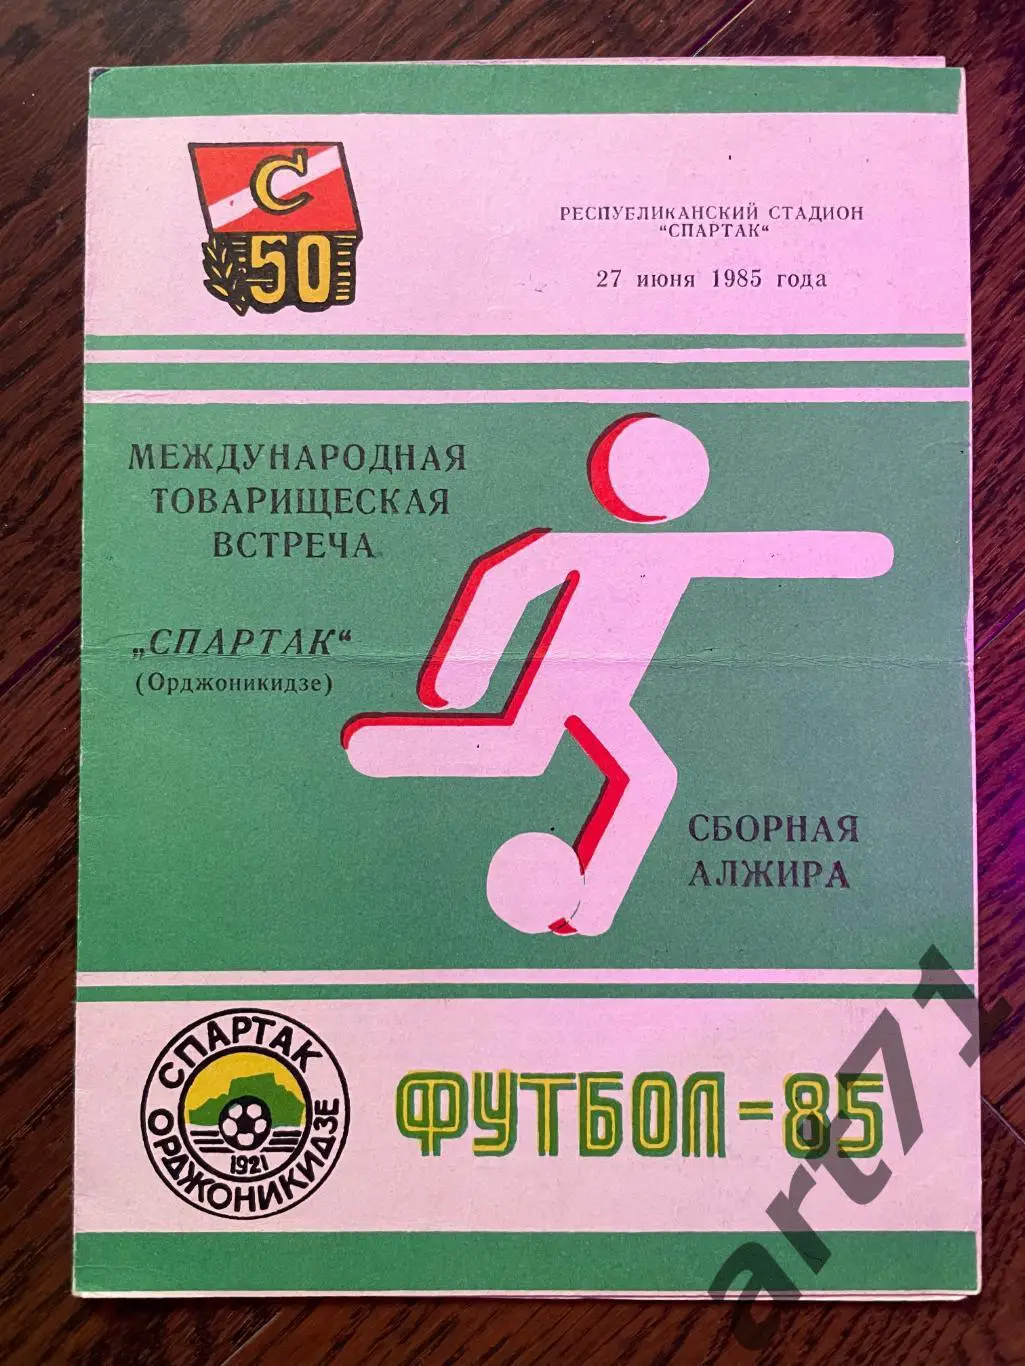 С
50
РЕСПУБЛИКАНСКИЙ СТАДИОН
"СПАРТАК"
27 июня 1985 года
МЕЖДУНАРОДНАЯ
ТОВАРИЩЕСКАЯ
ВСТРЕЧА
„СПАРТАК“
(Орджоникидзе)
СБОРНАЯ
АЛЖИРА
СПАРТАК
ОРДЖОНИКИДЗЕ
1921
ФУТБОЛ-85
art71